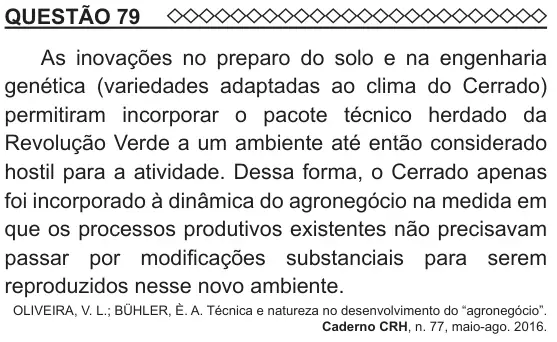 QUESTÃO 79
As inovações no preparo do solo e na engenharia
genética (variedades adaptadas ao clima do Cerrado)
permitiram incorporar o pacote técnico herdado da
Revolução Verde a um ambiente até então considerado
hostil para a atividade. Dessa forma, o Cerrado apenas
foi incorporado à dinâmica do agronegócio na medida em
que os processos produtivos existentes não precisavam
passar por modificações substanciais para serem
reproduzidos nesse novo ambiente.
OLIVEIRA, V. L.; BÜHLER, È. A. Técnica e natureza no desenvolvimento do “agronegócio”.
Caderno CRH, n. 77, maio-ago. 2016.